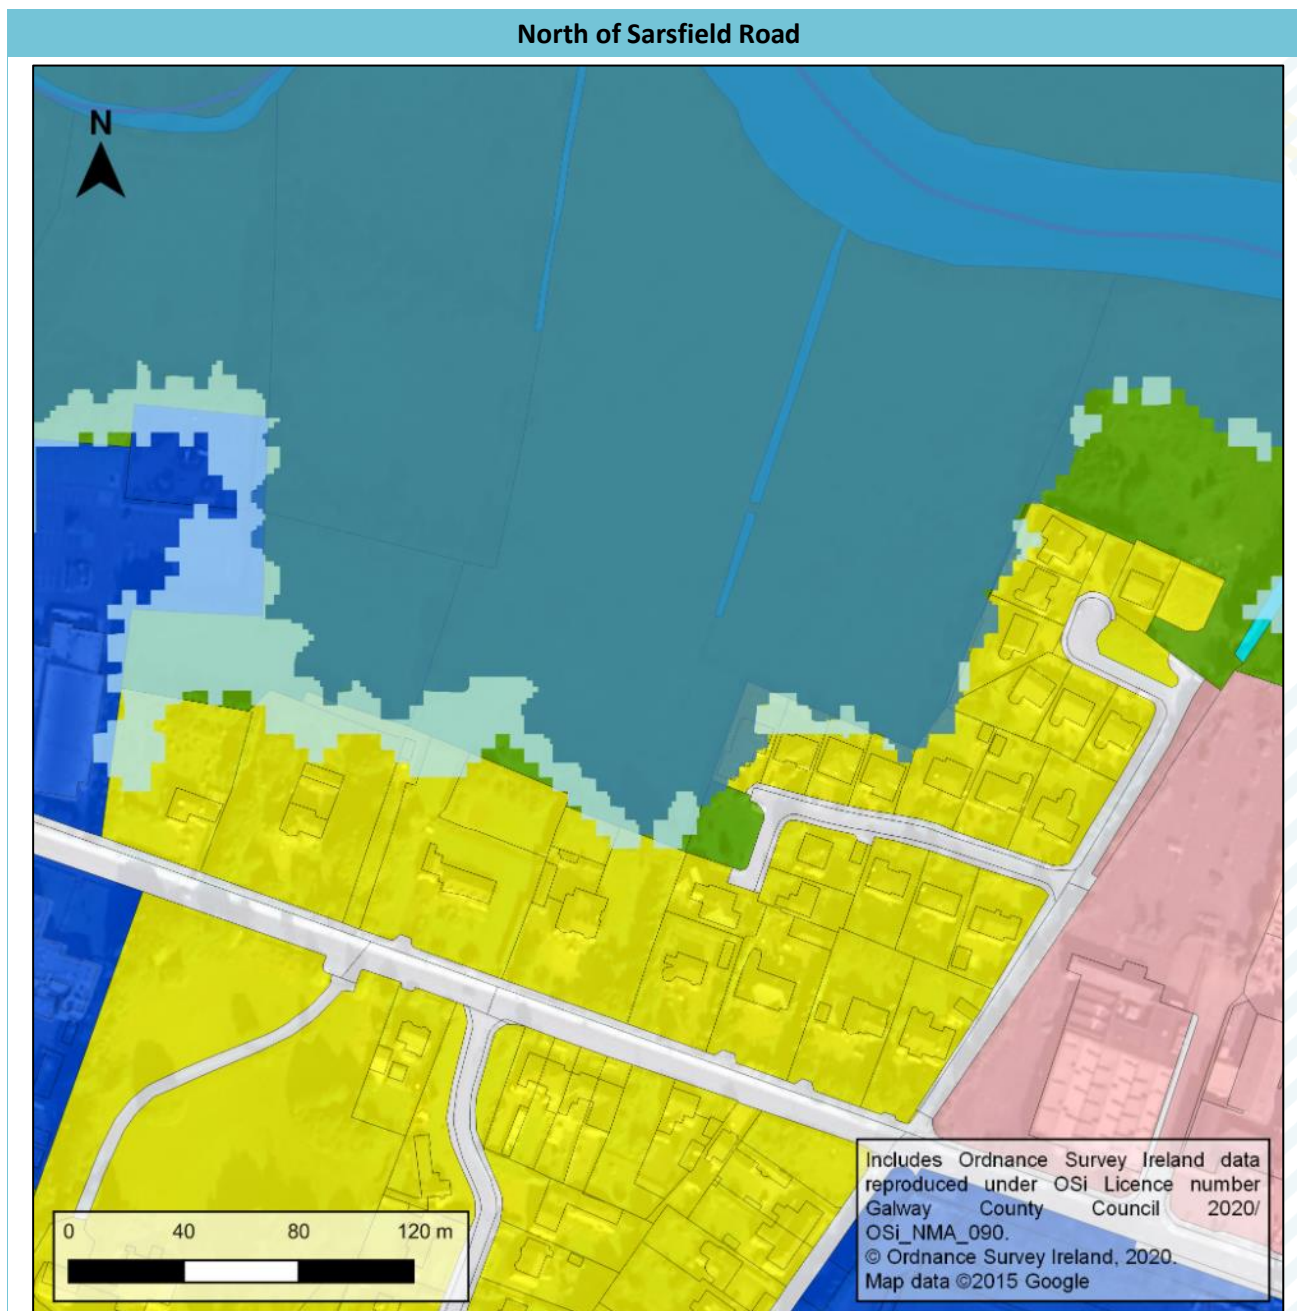 North of Sarsfield Road
N
0 40 80 120 m
Includes Ordnance Survey Ireland data
reproduced under OSi Licence number
Galway County Council 2020/
OSi_NMA_090.
© Ordnance Survey Ireland, 2020.
Map data ©2015 Google